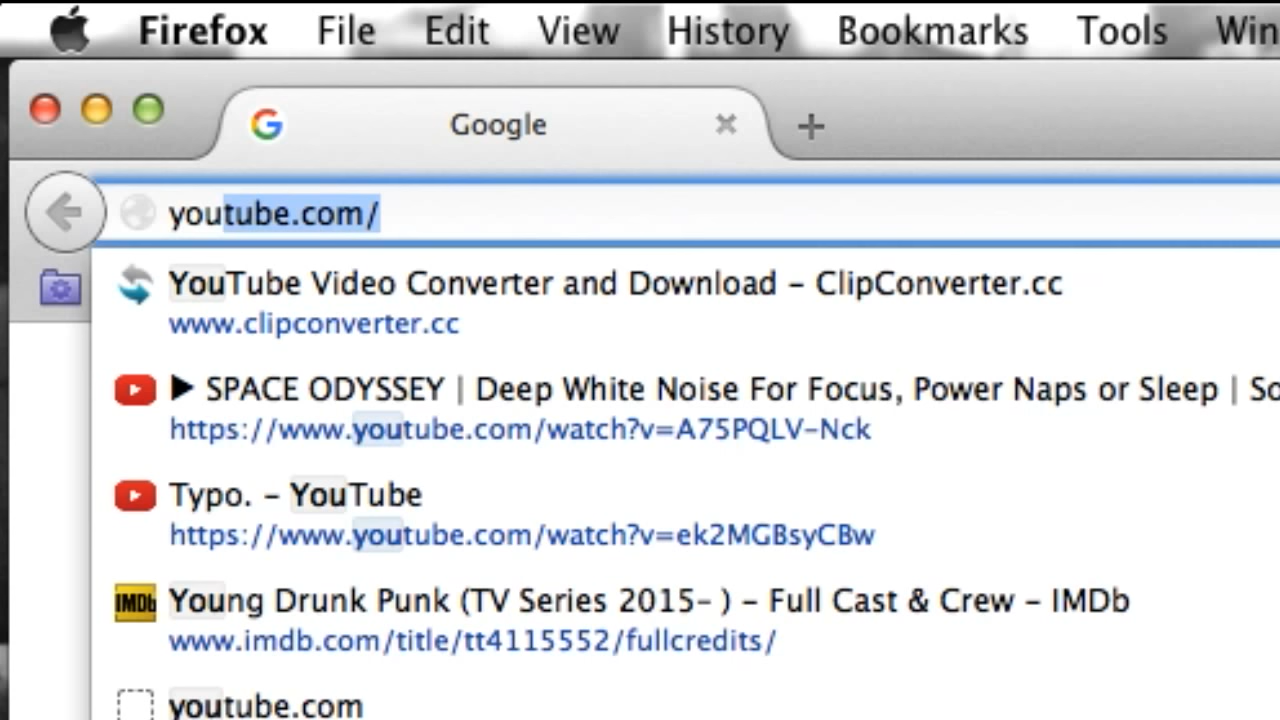 Firefox File Edit View History Bookmarks Tools Win
Google
youtube.com/
YouTube Video Converter and Download – ClipConverter.cc
www.clipconverter.cc
▶ SPACE ODYSSEY | Deep White Noise For Focus, Power Naps or Sleep | So
https://www.youtube.com/watch?v=A75PQLV-Nck
Typo. – YouTube
https://www.youtube.com/watch?v=ek2MGBsyCBw
IMDb
Young Drunk Punk (TV Series 2015– ) – Full Cast & Crew – IMDb
www.imdb.com/title/tt4115552/fullcredits/
youtube.com